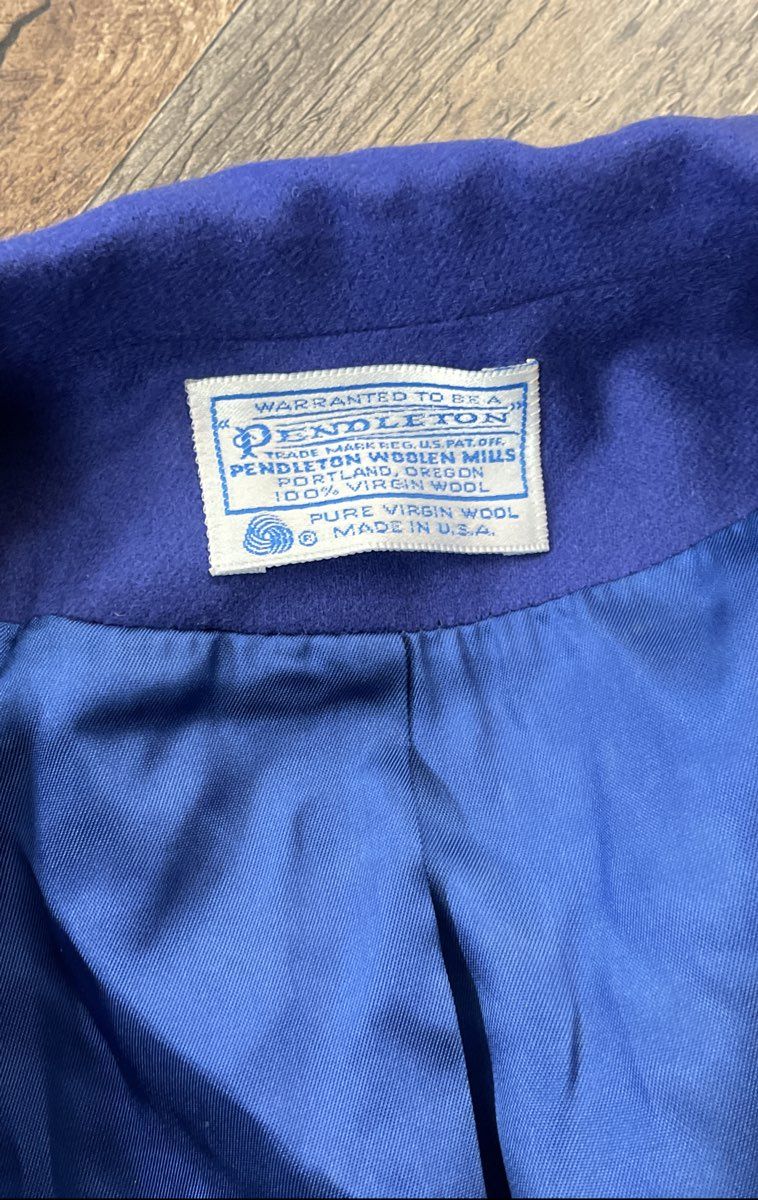 WARRANTED TO BE A
"PENDLETON"
TRADE MARK REG. U.S. PAT. OFF.
PENDLETON WOOLEN MILLS
PORTLAND, OREGON
100% VIRGIN WOOL
PURE VIRGIN WOOL
® MADE IN U.S.A.